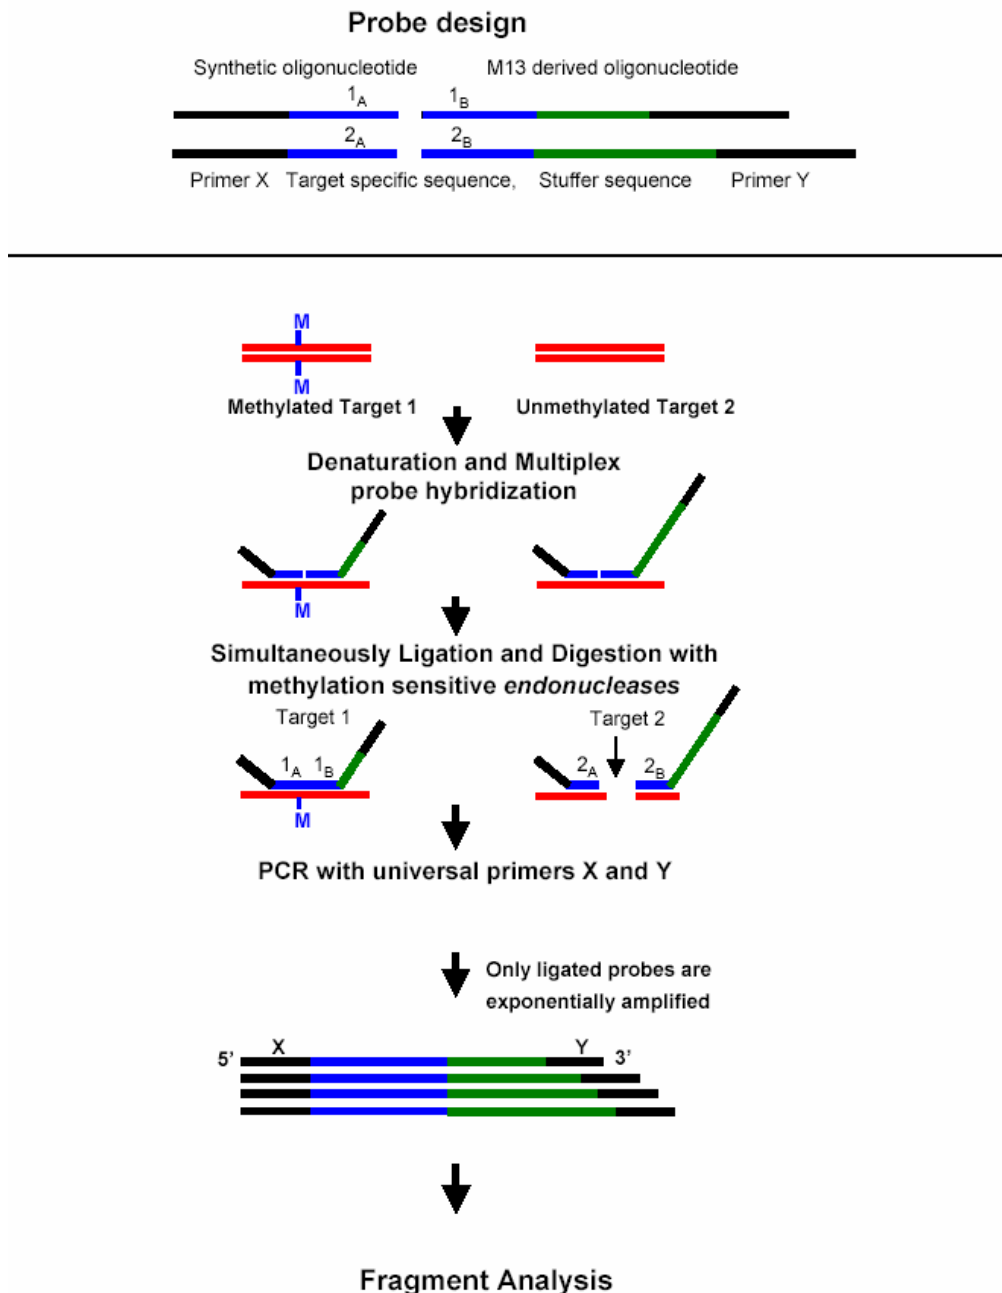 Probe design
Synthetic oligonucleotide M13 derived oligonucleotide
1A 1B
2A 2B
Primer X Target specific sequence, Stuffer sequence Primer Y
M
M
Methylated Target 1 Unmethylated Target 2
Denaturation and Multiplex
probe hybridization
M
Simultaneously Ligation and Digestion with
methylation sensitive endonucleases
Target 1 Target 2
1A 1B 2A 2B
M
PCR with universal primers X and Y
Only ligated probes are
exponentially amplified
5' X Y 3'
Fragment Analysis